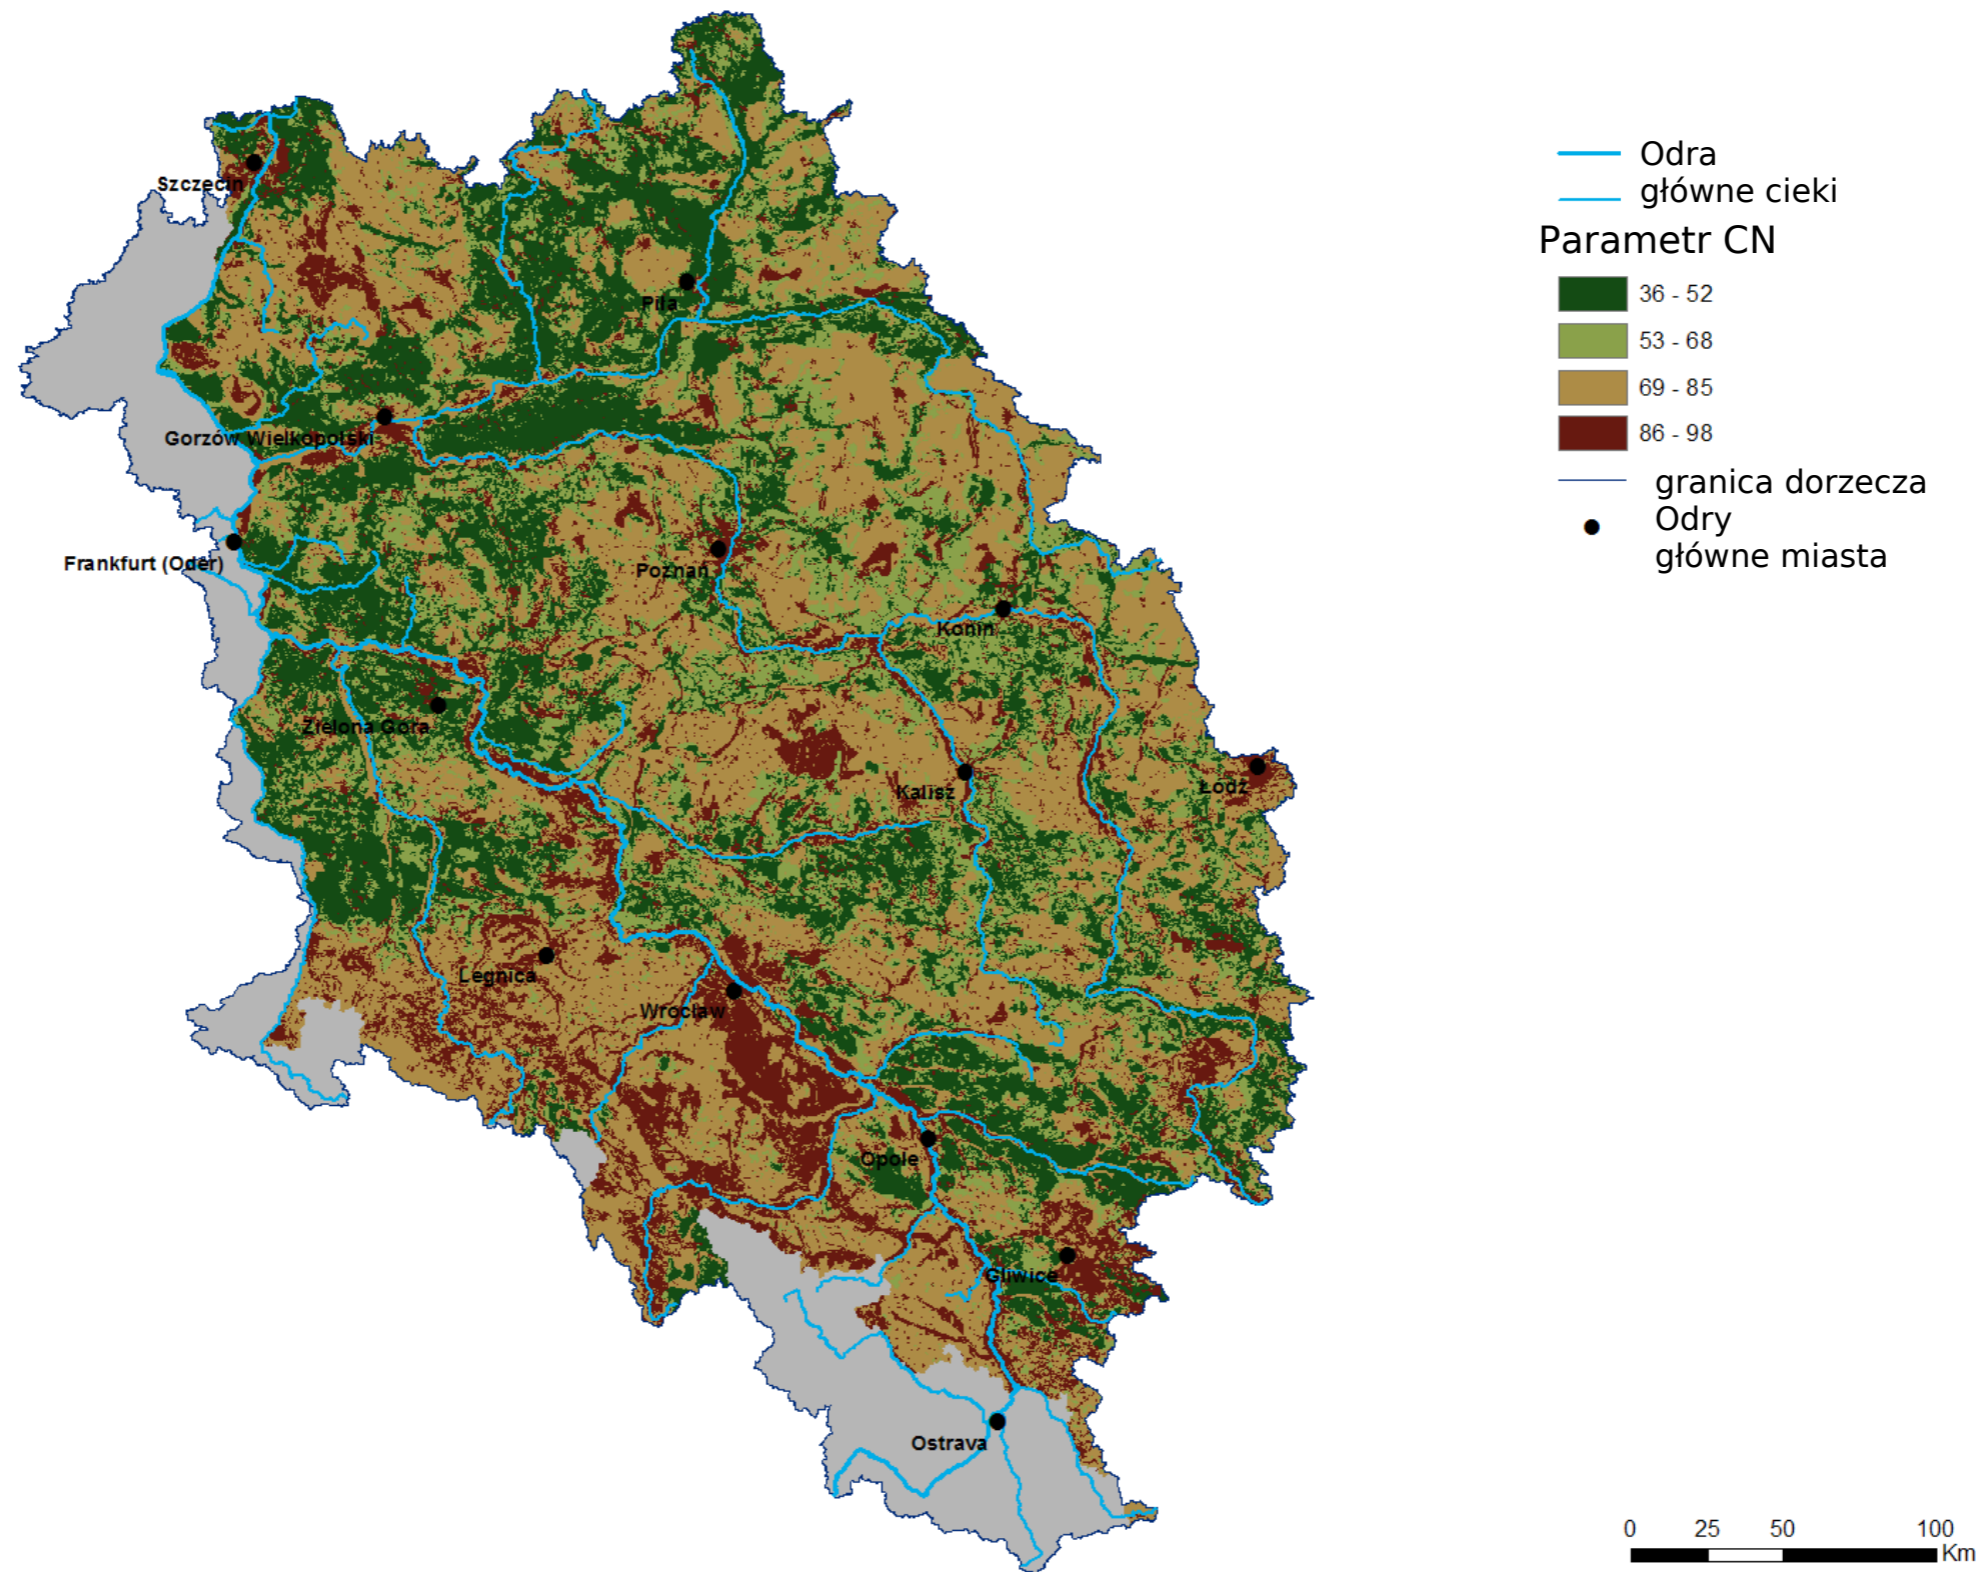 Szczecin
Piła
Gorzów Wielkopolski
Frankfurt (Oder)
Poznań
Konin
Zielona Góra
Kalisz
Łódź
Legnica
Wrocław
Opole
Gliwice
Ostrava
Odra
główne cieki
Parametr CN
36 - 52
53 - 68
69 - 85
86 - 98
granica dorzecza
Odry
główne miasta
0 25 50 100
Km